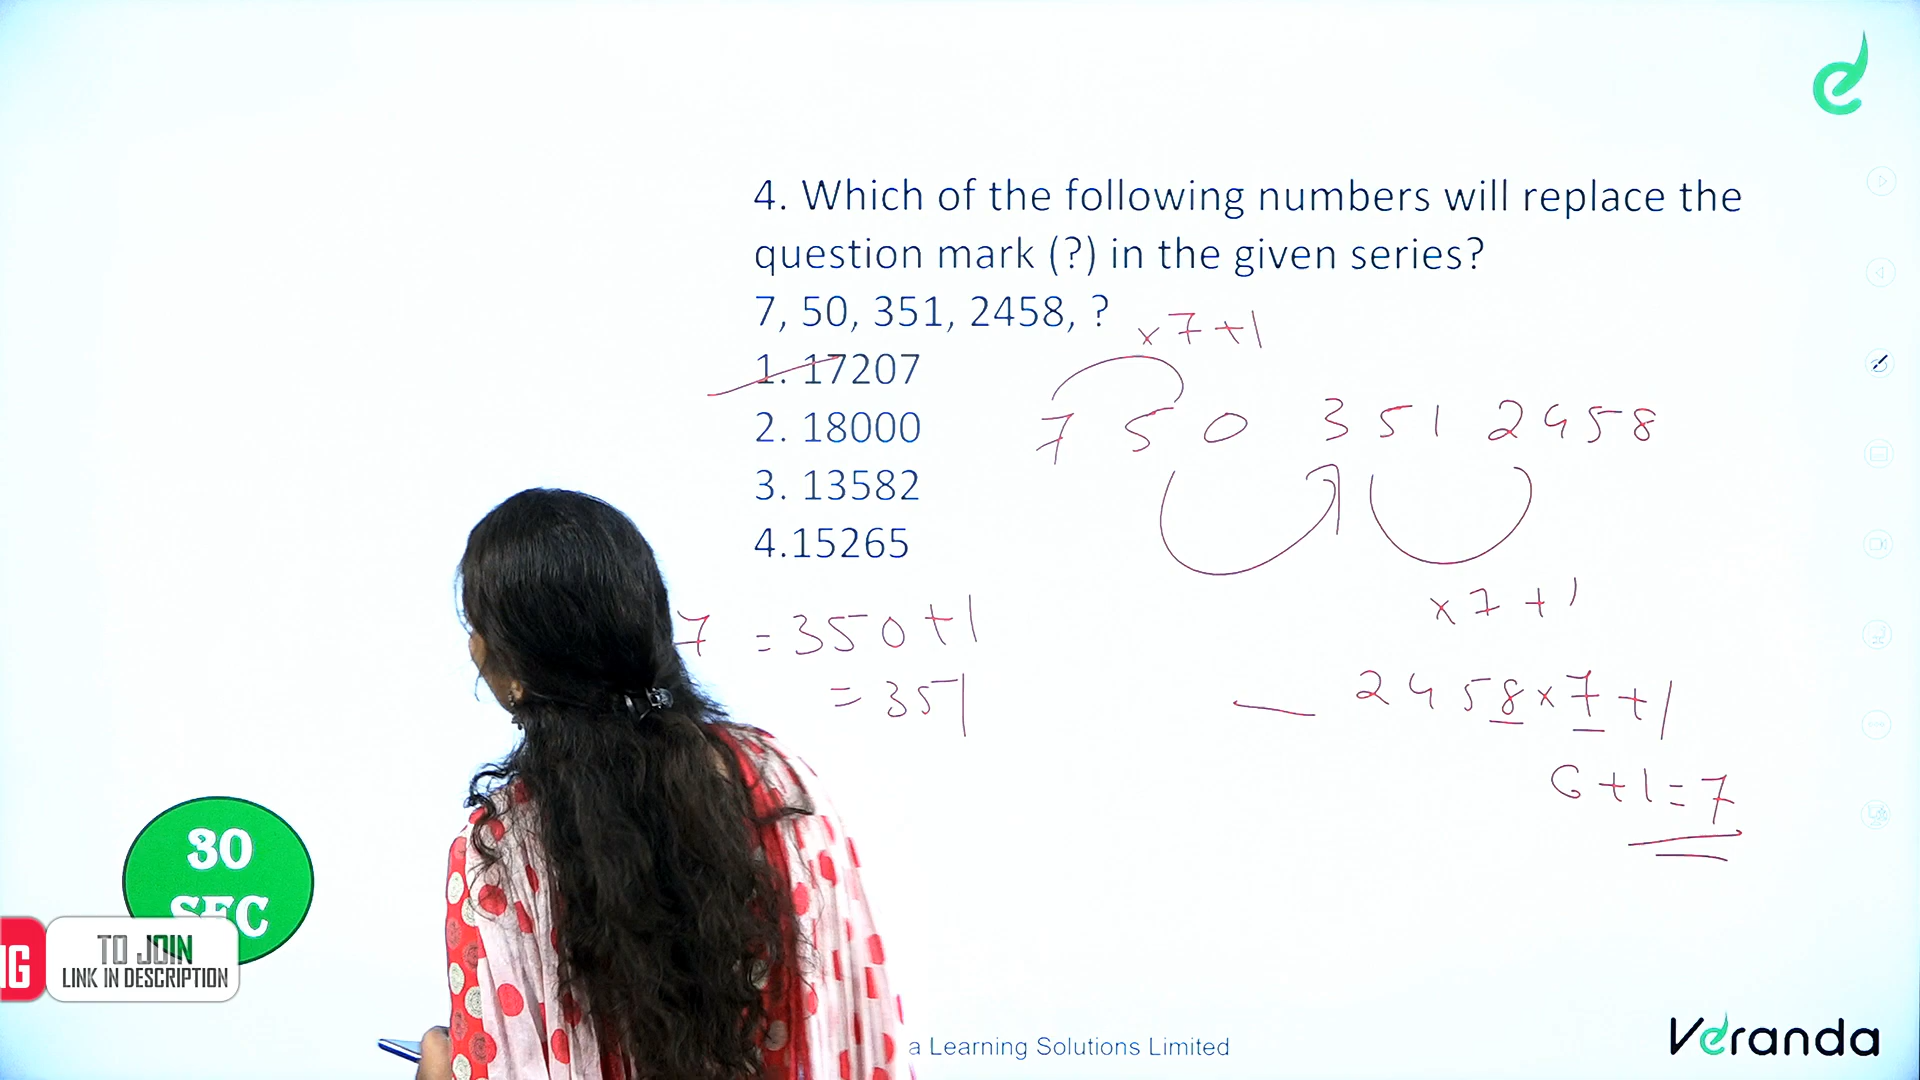 4. Which of the following numbers will replace the
question mark (?) in the given series?
7, 50, 351, 2458, ?
x7+1
1. 17207
2. 18000
3. 13582
4.15265
7 50 351 2458
x7+1
7 = 350+1
= 351
2458x7+1
6+1=7
30
SEC
NG
TO JOIN
LINK IN DESCRIPTION
a Learning Solutions Limited
Veranda